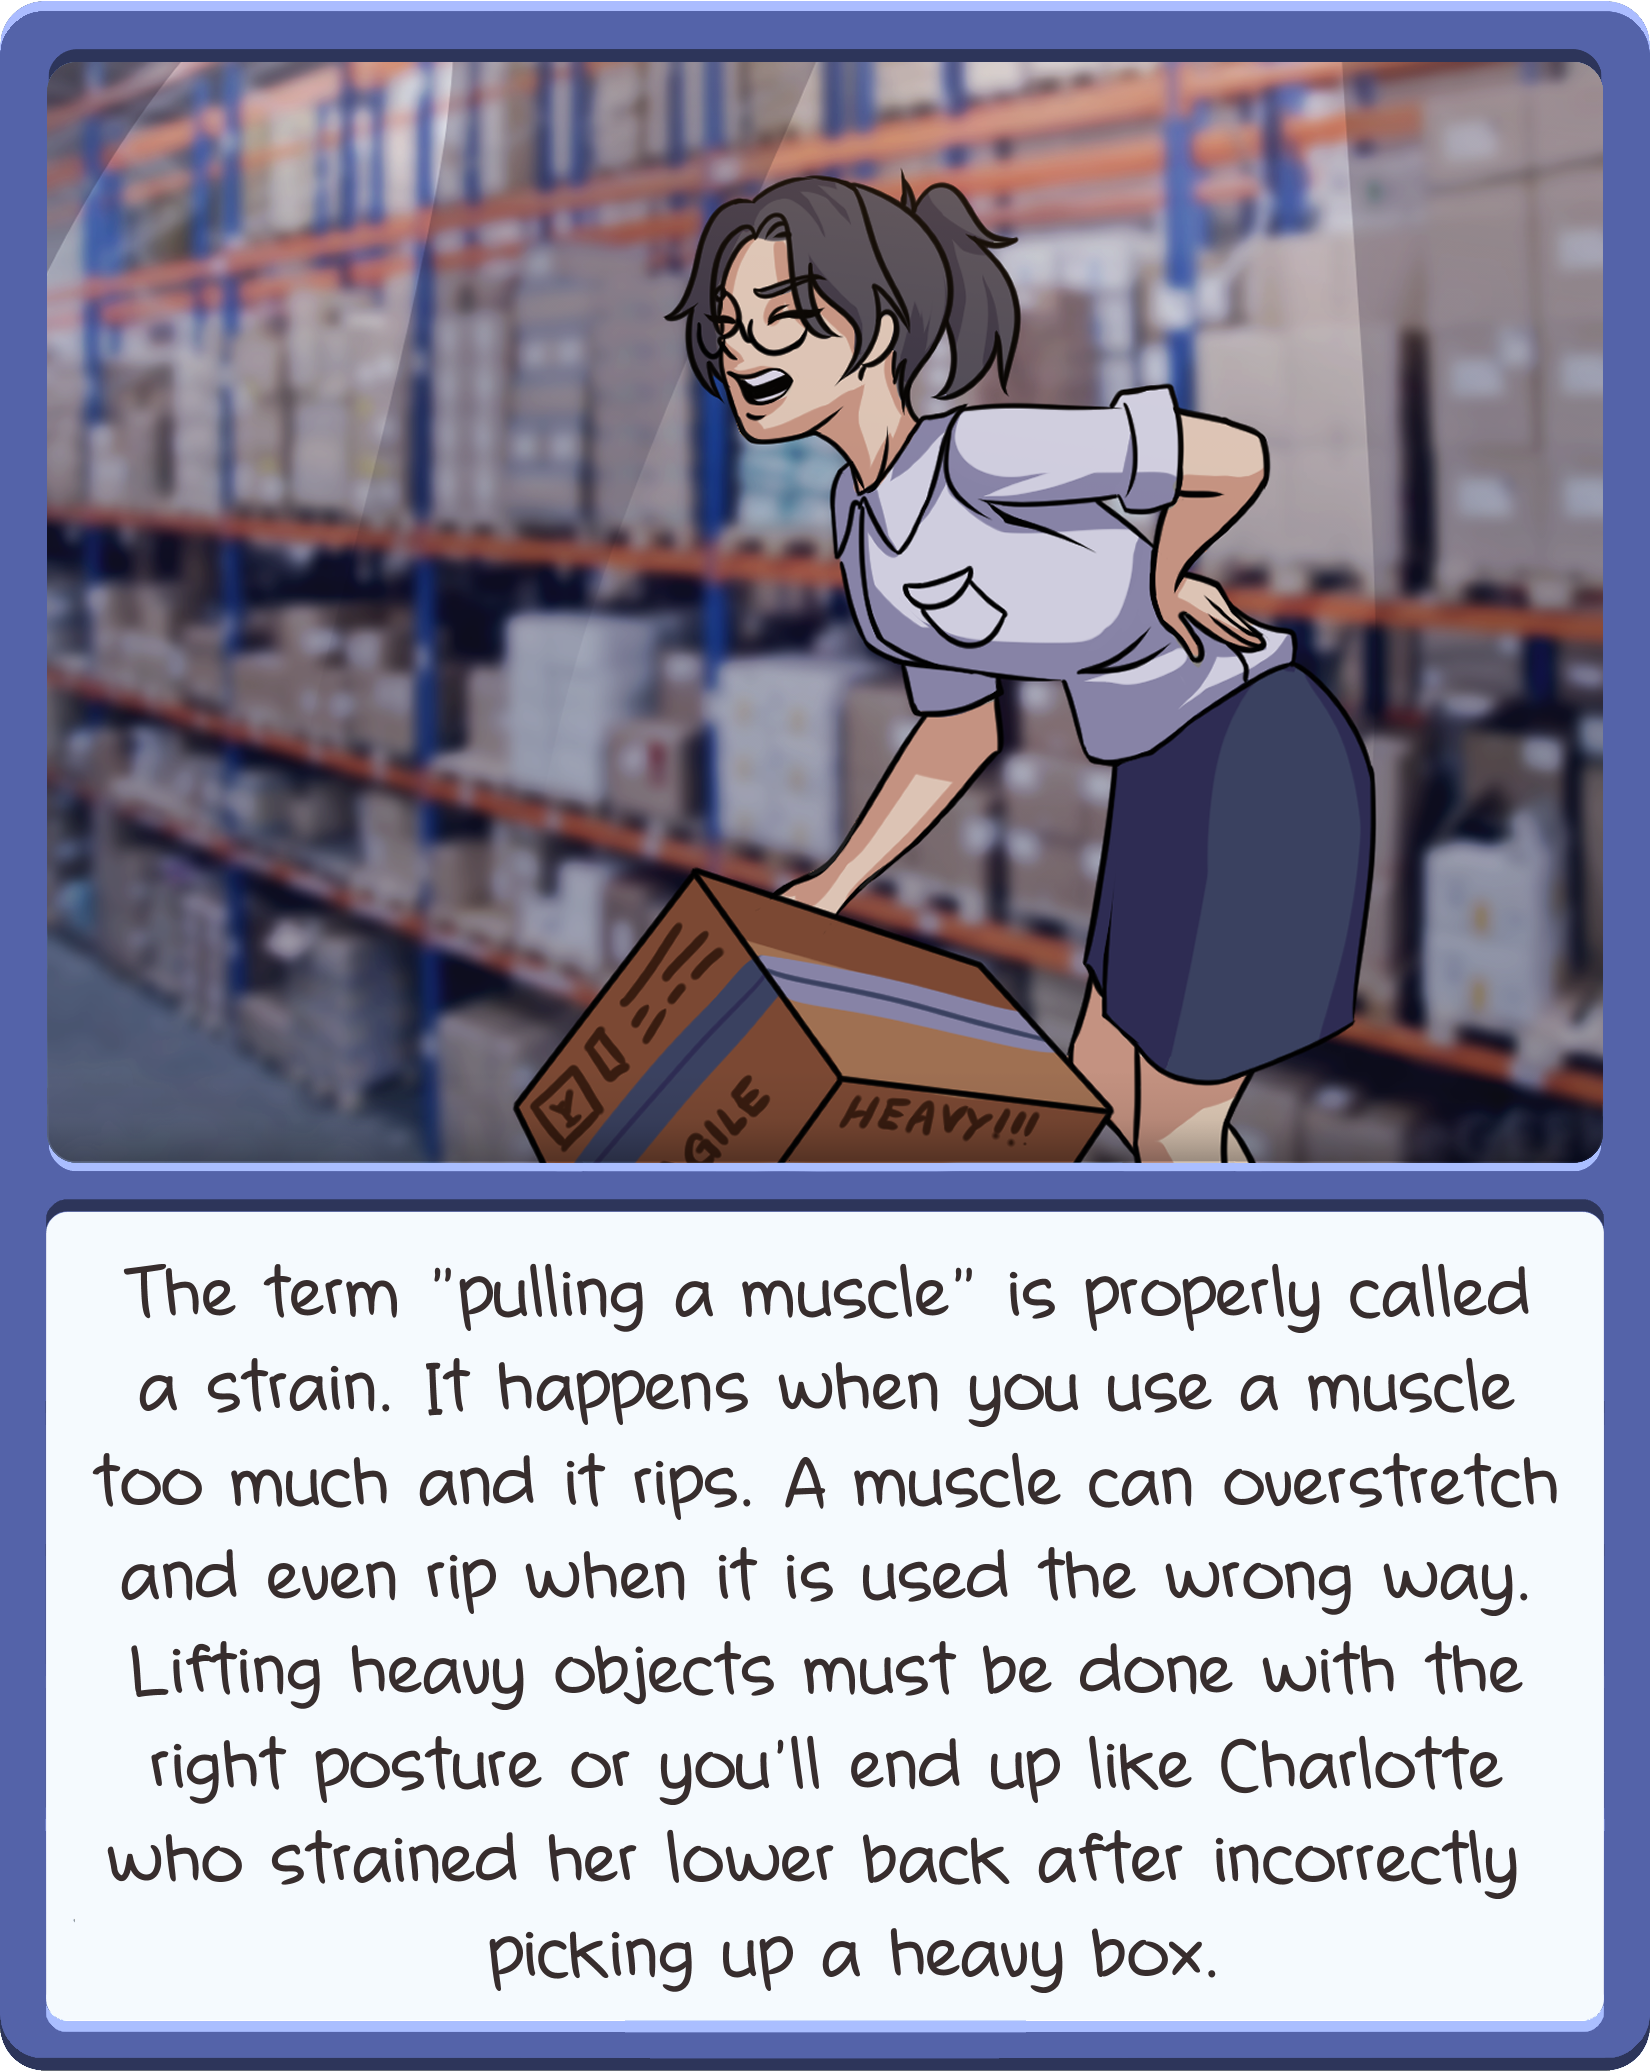 GILE
HEAVY!!!
The term "pulling a muscle" is properly called
a strain. It happens when you use a muscle
too much and it rips. A muscle can overstretch
and even rip when it is used the wrong way.
Lifting heavy objects must be done with the
right posture or you'll end up like Charlotte
who strained her lower back after incorrectly
picking up a heavy box.